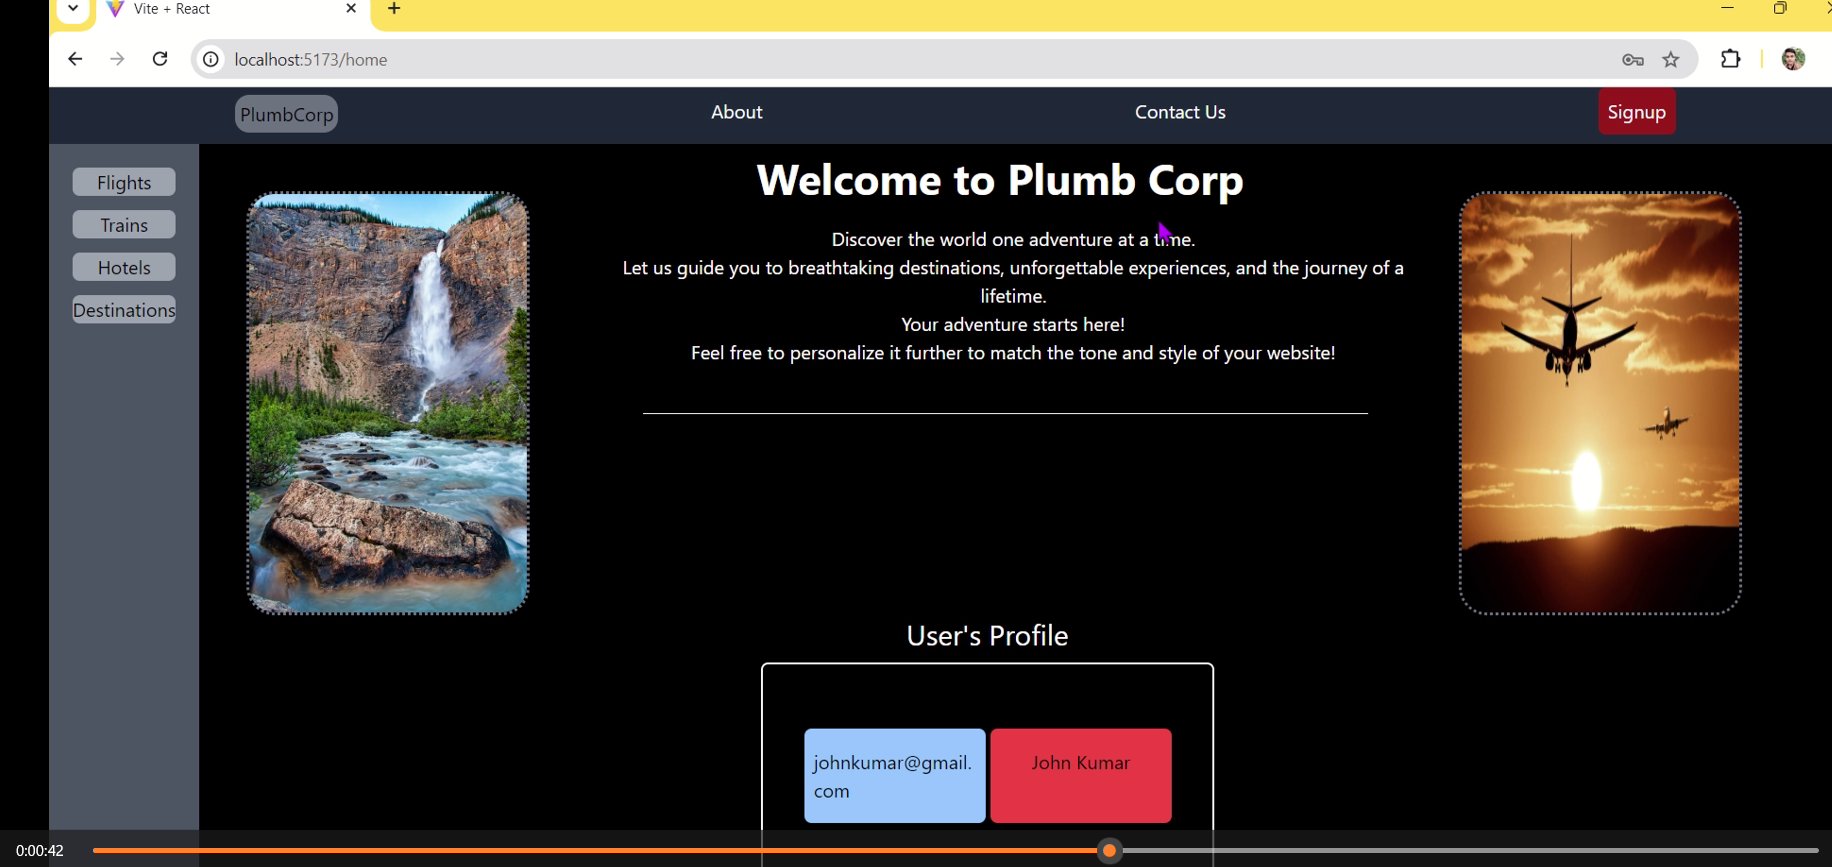 Vite + React
localhost:5173/home
PlumbCorp
About
Contact Us
Signup
Flights
Trains
Hotels
Destinations
Welcome to Plumb Corp
Discover the world one adventure at a time.
Let us guide you to breathtaking destinations, unforgettable experiences, and the journey of a
lifetime.
Your adventure starts here!
Feel free to personalize it further to match the tone and style of your website!
User's Profile
johnkumar@gmail.
com
John Kumar
0:00:42